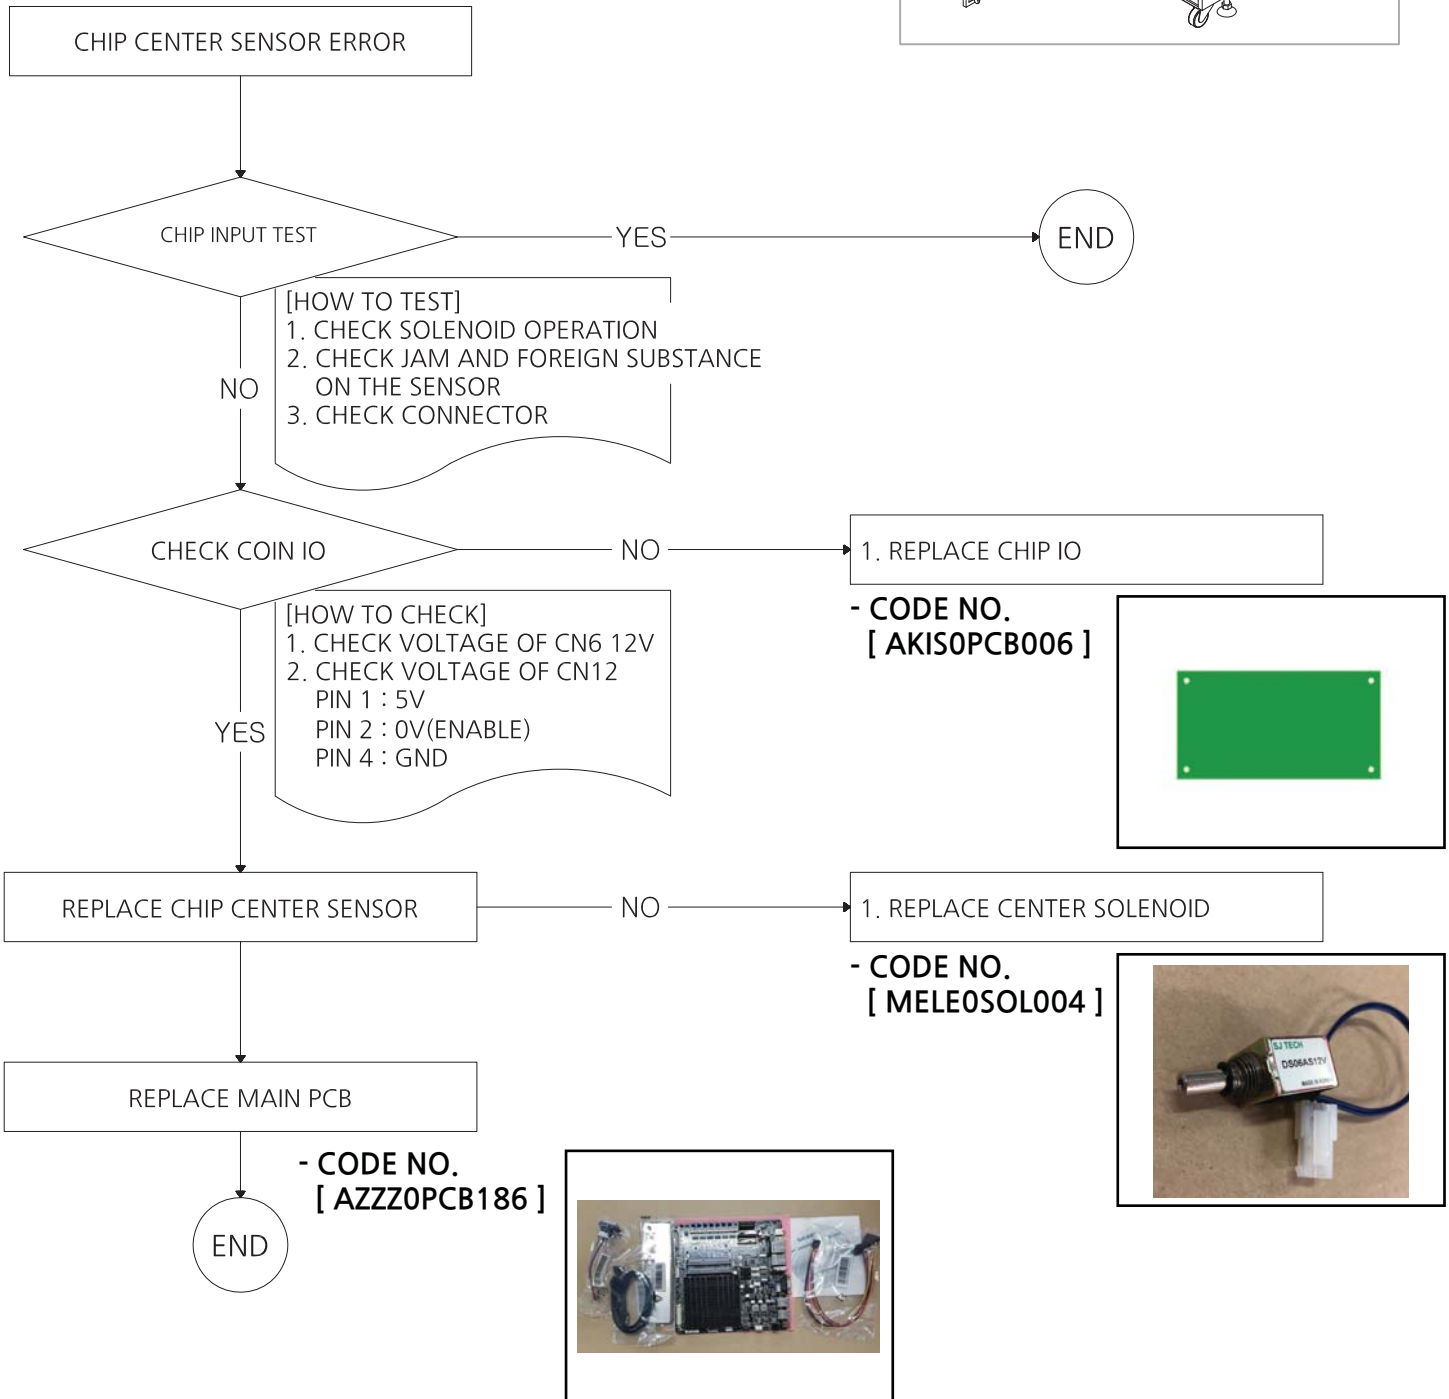 CHIP CENTER SENSOR ERROR
CHIP INPUT TEST
YES
END
[HOW TO TEST]
1. CHECK SOLENOID OPERATION
2. CHECK JAM AND FOREIGN SUBSTANCE
ON THE SENSOR
3. CHECK CONNECTOR
NO
CHECK COIN IO
NO
1. REPLACE CHIP IO
- CODE NO.
[ AKIS0PCB006 ]
[HOW TO CHECK]
1. CHECK VOLTAGE OF CN6 12V
2. CHECK VOLTAGE OF CN12
PIN 1 : 5V
PIN 2 : 0V(ENABLE)
PIN 4 : GND
YES
REPLACE CHIP CENTER SENSOR
NO
1. REPLACE CENTER SOLENOID
- CODE NO.
[ MELE0SOL004 ]
SJ TECH
DS06AS12V
REPLACE MAIN PCB
- CODE NO.
[ AZZZ0PCB186 ]
END